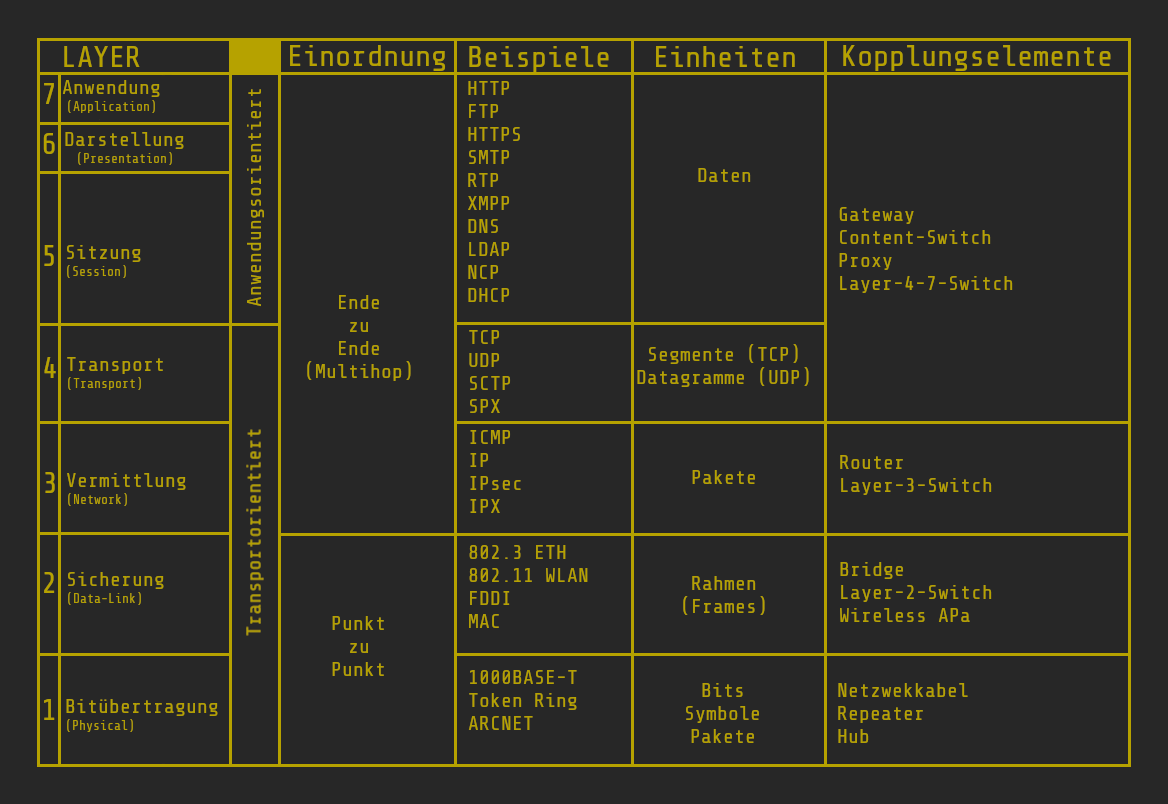 LAYER
Einordnung
Beispiele
Einheiten
Kopplungselemente
7
Anwendung
(Application)
6
Darstellung
(Presentation)
5
Sitzung
(Session)
4
Transport
(Transport)
3
Vermittlung
(Network)
2
Sicherung
(Data-Link)
1
Bitübertragung
(Physical)
Anwendungsorientiert
Transportorientiert
Ende
zu
Ende
(Multihop)
Punkt
zu
Punkt
HTTP
FTP
HTTPS
SMTP
RTP
XMPP
DNS
LDAP
NCP
DHCP
TCP
UDP
SCTP
SPX
ICMP
IP
IPsec
IPX
802.3 ETH
802.11 WLAN
FDDI
MAC
1000BASE-T
Token Ring
ARCNET
Daten
Segmente (TCP)
Datagramme (UDP)
Pakete
Rahmen
(Frames)
Bits
Symbole
Pakete
Gateway
Content-Switch
Proxy
Layer-4-7-Switch
Router
Layer-3-Switch
Bridge
Layer-2-Switch
Wireless APa
Netzwekkabel
Repeater
Hub